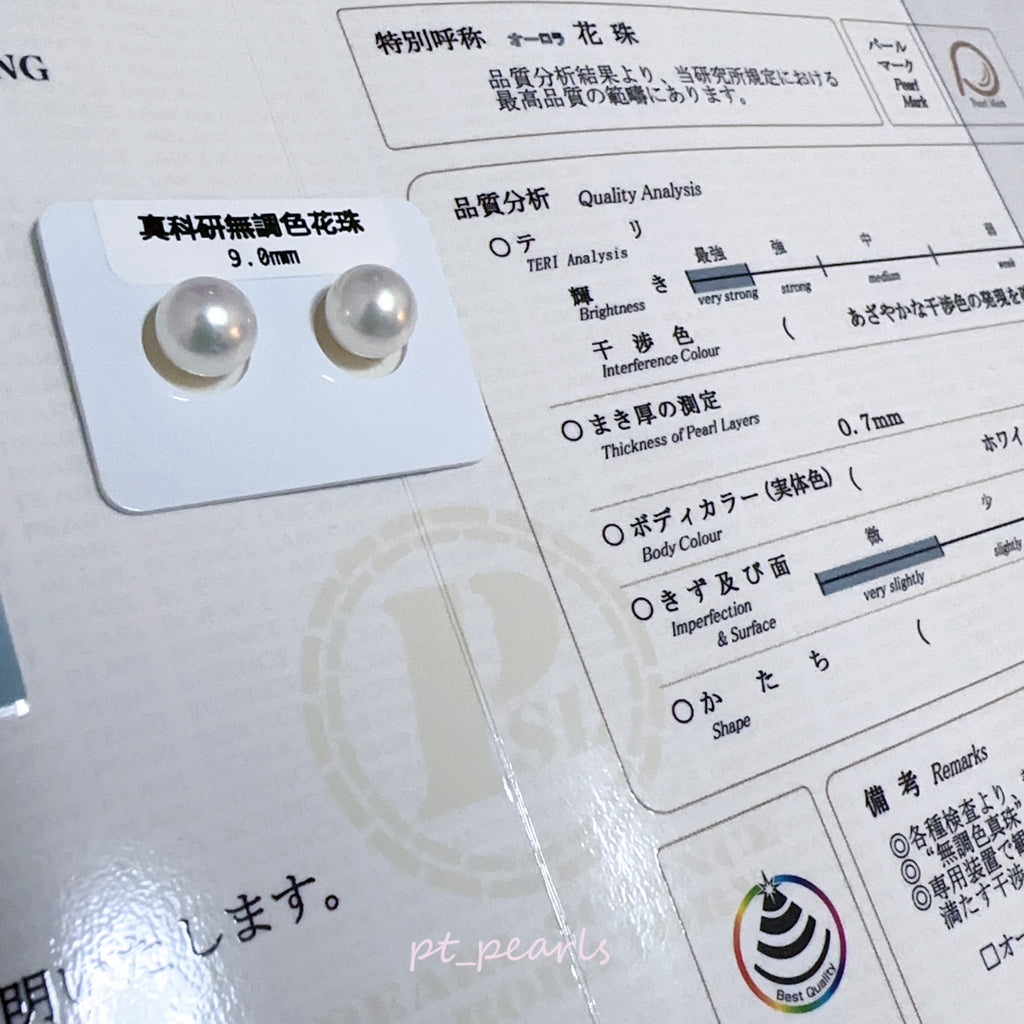 NG
特別呼称 オーロラ 花 珠
品質分析結果より、当研究所規定における
最高品質の範疇にあります。
パール
マーク
Pearl
Mark
Pearl Mark
真科研無調色花珠
9.0mm
品質分析 Quality Analysis
○テ リ
TERI Analysis
輝 き
Brightness
最強 強 中 弱
very strong strong medium weak
干 渉 色 ( あざやかな干渉色の発現を
Interference Colour
○まき厚の測定
Thickness of Pearl Layers
0.7mm
○ボディカラー(実体色) ( ホワイ
Body Colour
○きず及び面
Imperfection
& Surface
微 少
very slightly slightly
○か た ち (
Shape
PSL
備 考 Remarks
◎各種検査より、
◎“無調色真珠”
◎専用装置で
満たす干渉
□オー
Best Quality
します。
明
pt_pearls